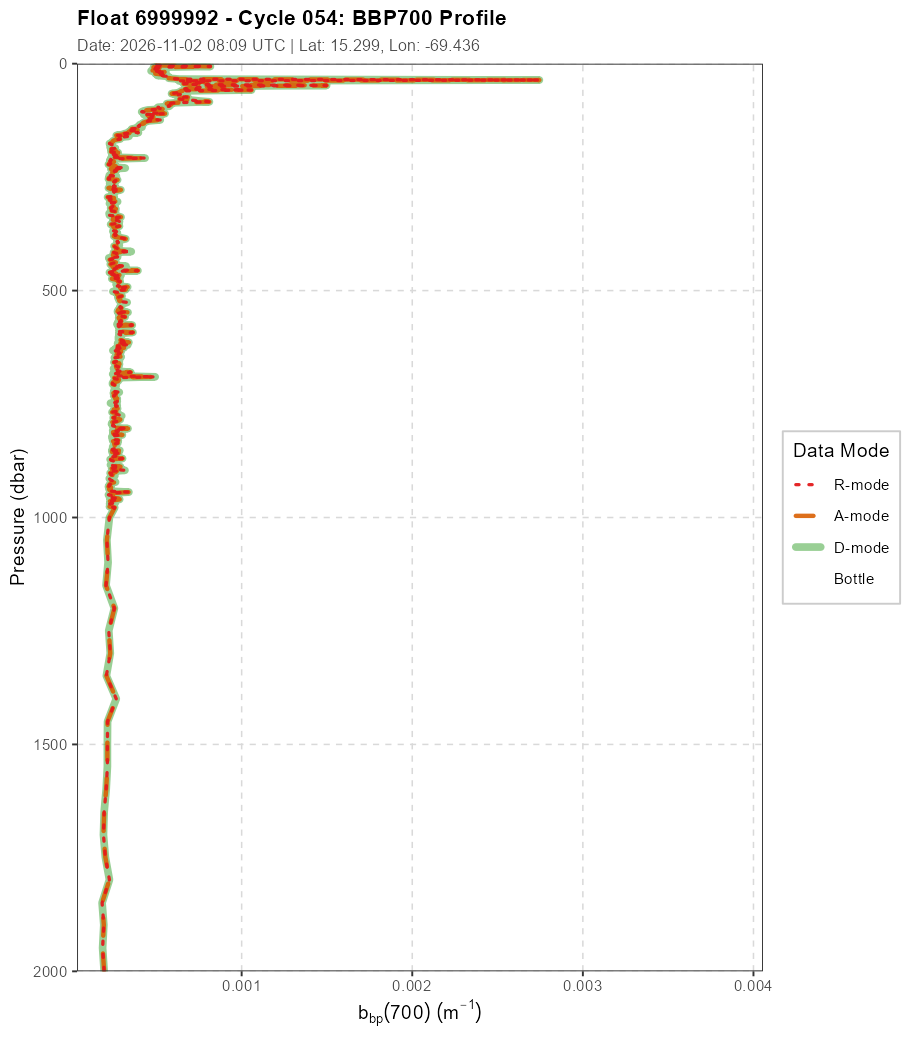 Float 6999992 - Cycle 054: BBP700 Profile
Date: 2026-11-02 08:09 UTC | Lat: 15.299, Lon: -69.436
0
500
1000
1500
2000
Pressure (dbar)
0.001 0.002 0.003 0.004
b_bp(700) (m⁻¹)
Data Mode
R-mode
A-mode
D-mode
Bottle